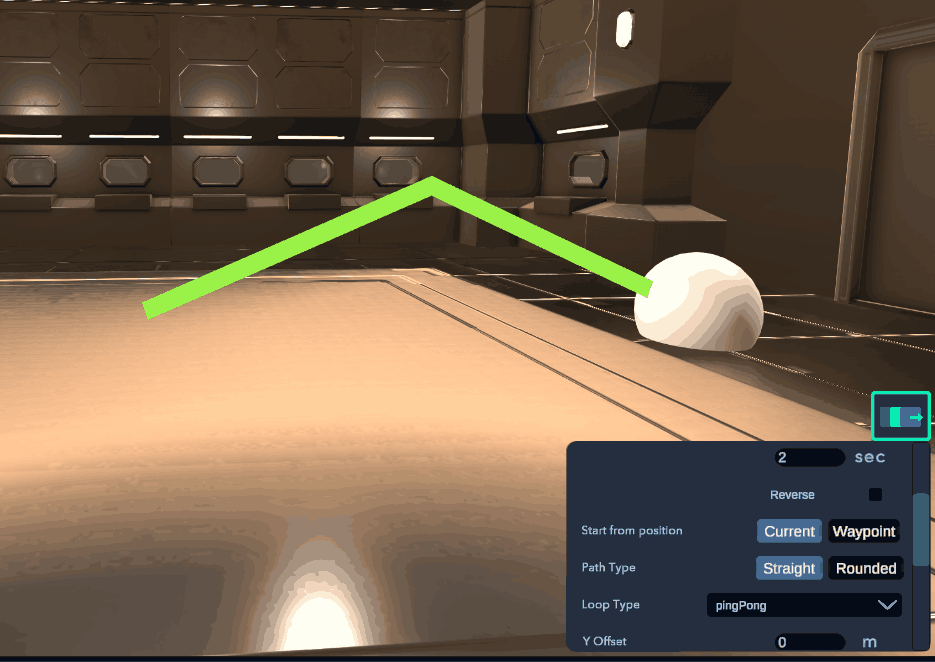 2 sec
Reverse
Start from position Current Waypoint
Path Type Straight Rounded
Loop Type pingPong
Y Offset 0 m